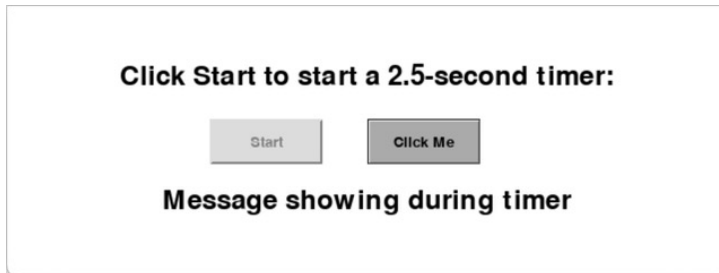 Click Start to start a 2.5-second timer:
Start
Click Me
Message showing during timer